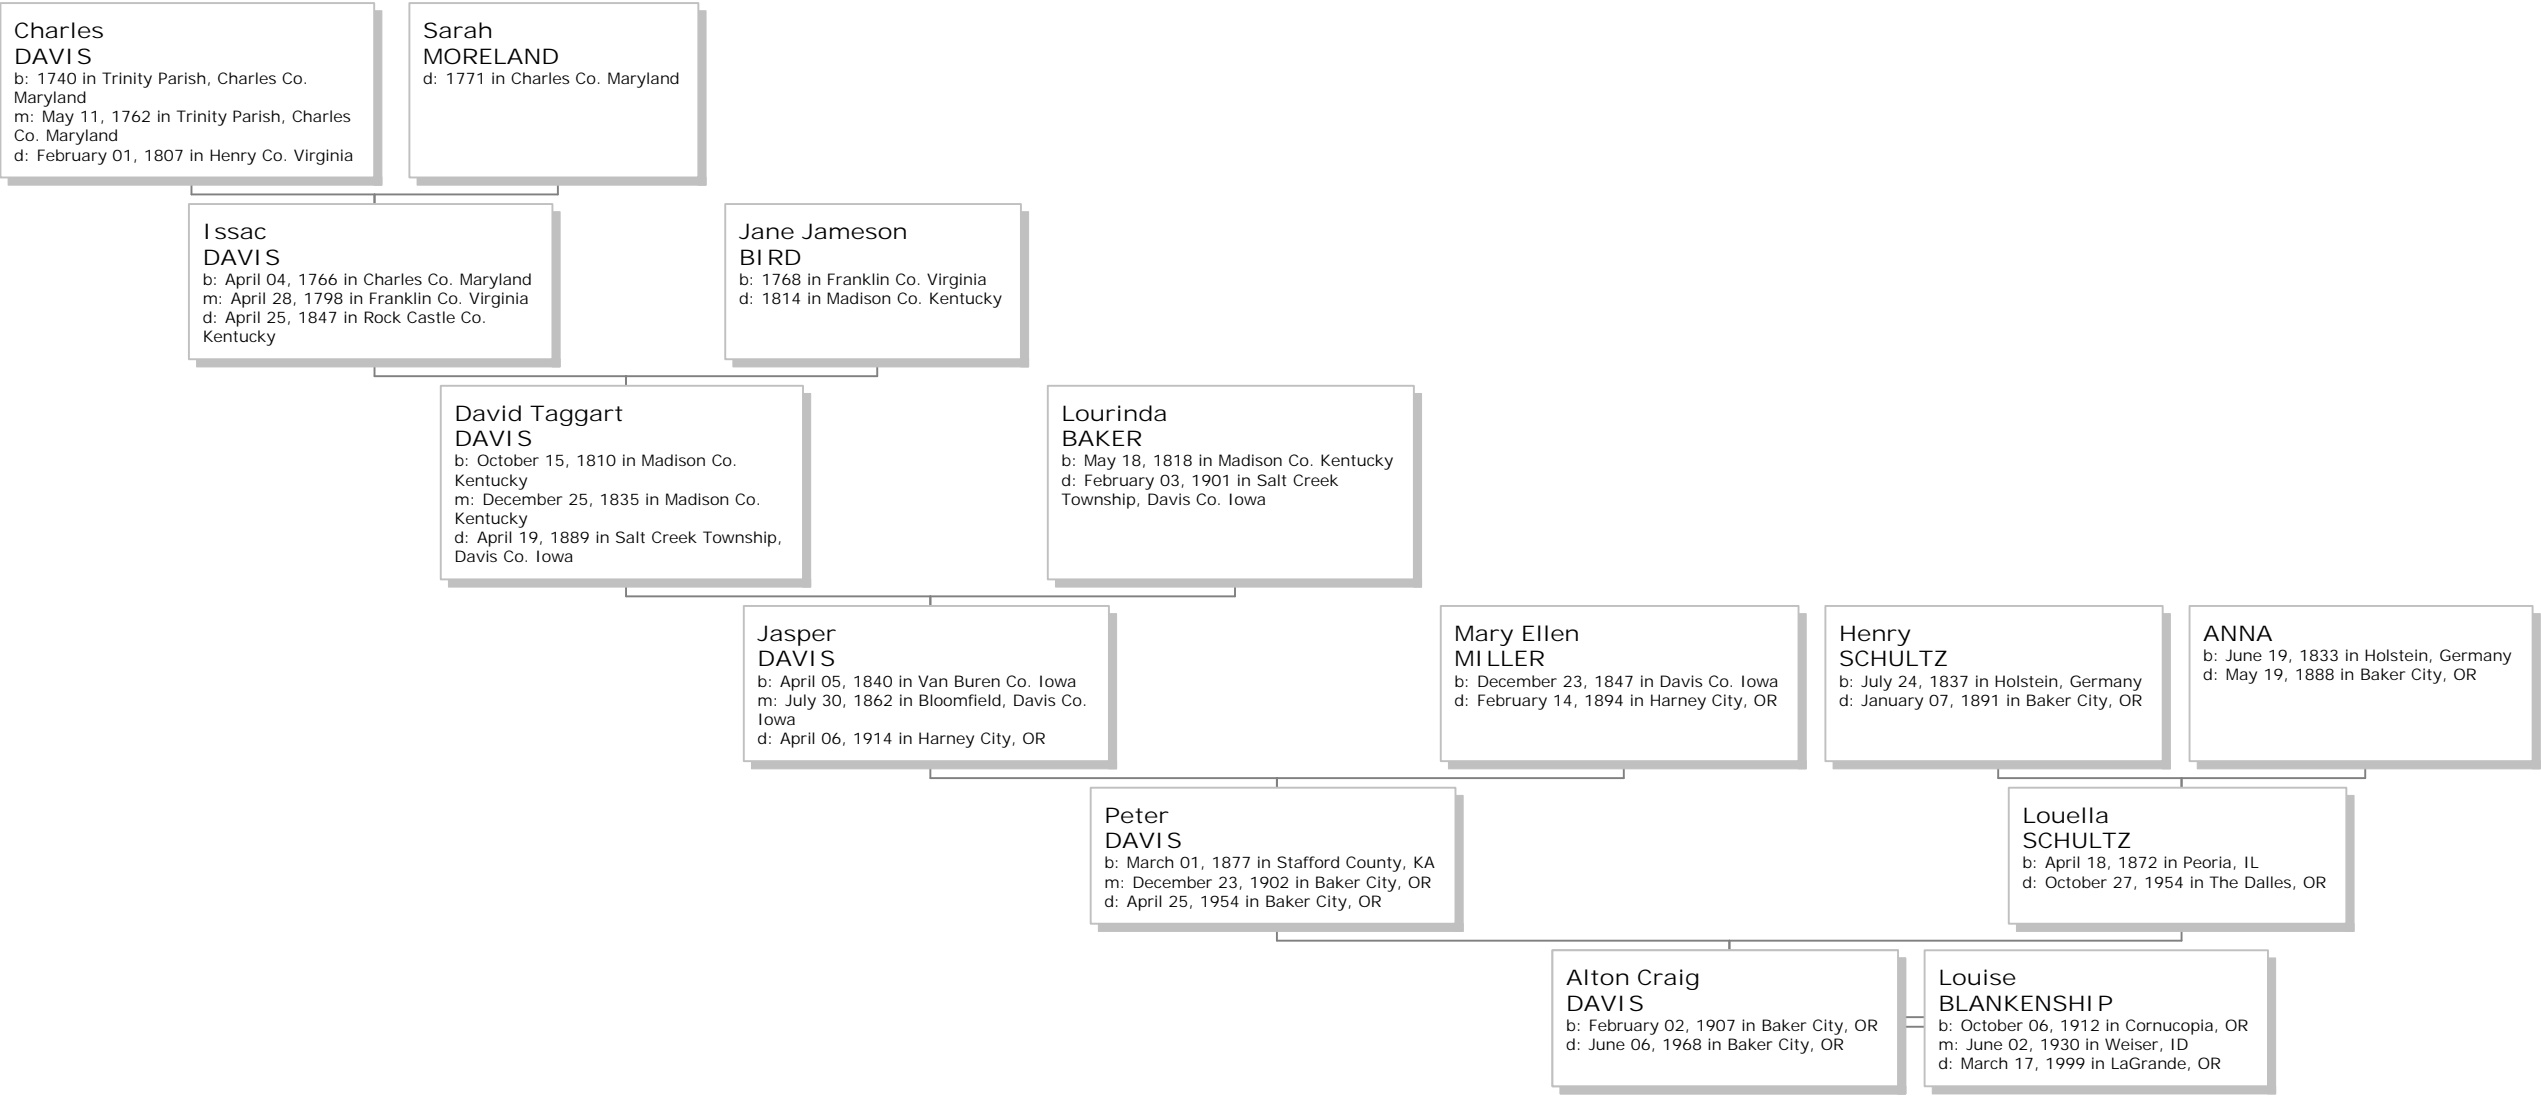 Charles
DAVIS
b: 1740 in Trinity Parish, Charles Co.
Maryland
m: May 11, 1762 in Trinity Parish, Charles
Co. Maryland
d: February 01, 1807 in Henry Co. Virginia
Sarah
MORELAND
d: 1771 in Charles Co. Maryland
Issac
DAVIS
b: April 04, 1766 in Charles Co. Maryland
m: April 28, 1798 in Franklin Co. Virginia
d: April 25, 1847 in Rock Castle Co.
Kentucky
Jane Jameson
BIRD
b: 1768 in Franklin Co. Virginia
d: 1814 in Madison Co. Kentucky
David Taggart
DAVIS
b: October 15, 1810 in Madison Co.
Kentucky
m: December 25, 1835 in Madison Co.
Kentucky
d: April 19, 1889 in Salt Creek Township,
Davis Co. Iowa
Lourinda
BAKER
b: May 18, 1818 in Madison Co. Kentucky
d: February 03, 1901 in Salt Creek
Township, Davis Co. Iowa
Jasper
DAVIS
b: April 05, 1840 in Van Buren Co. Iowa
m: July 30, 1862 in Bloomfield, Davis Co.
Iowa
d: April 06, 1914 in Harney City, OR
Mary Ellen
MILLER
b: December 23, 1847 in Davis Co. Iowa
d: February 14, 1894 in Harney City, OR
Henry
SCHULTZ
b: July 24, 1837 in Holstein, Germany
d: January 07, 1891 in Baker City, OR
ANNA
b: June 19, 1833 in Holstein, Germany
d: May 19, 1888 in Baker City, OR
Peter
DAVIS
b: March 01, 1877 in Stafford County, KA
m: December 23, 1902 in Baker City, OR
d: April 25, 1954 in Baker City, OR
Louella
SCHULTZ
b: April 18, 1872 in Peoria, IL
d: October 27, 1954 in The Dalles, OR
Alton Craig
DAVIS
b: February 02, 1907 in Baker City, OR
d: June 06, 1968 in Baker City, OR
Louise
BLANKENSHIP
b: October 06, 1912 in Cornucopia, OR
m: June 02, 1930 in Weiser, ID
d: March 17, 1999 in LaGrande, OR